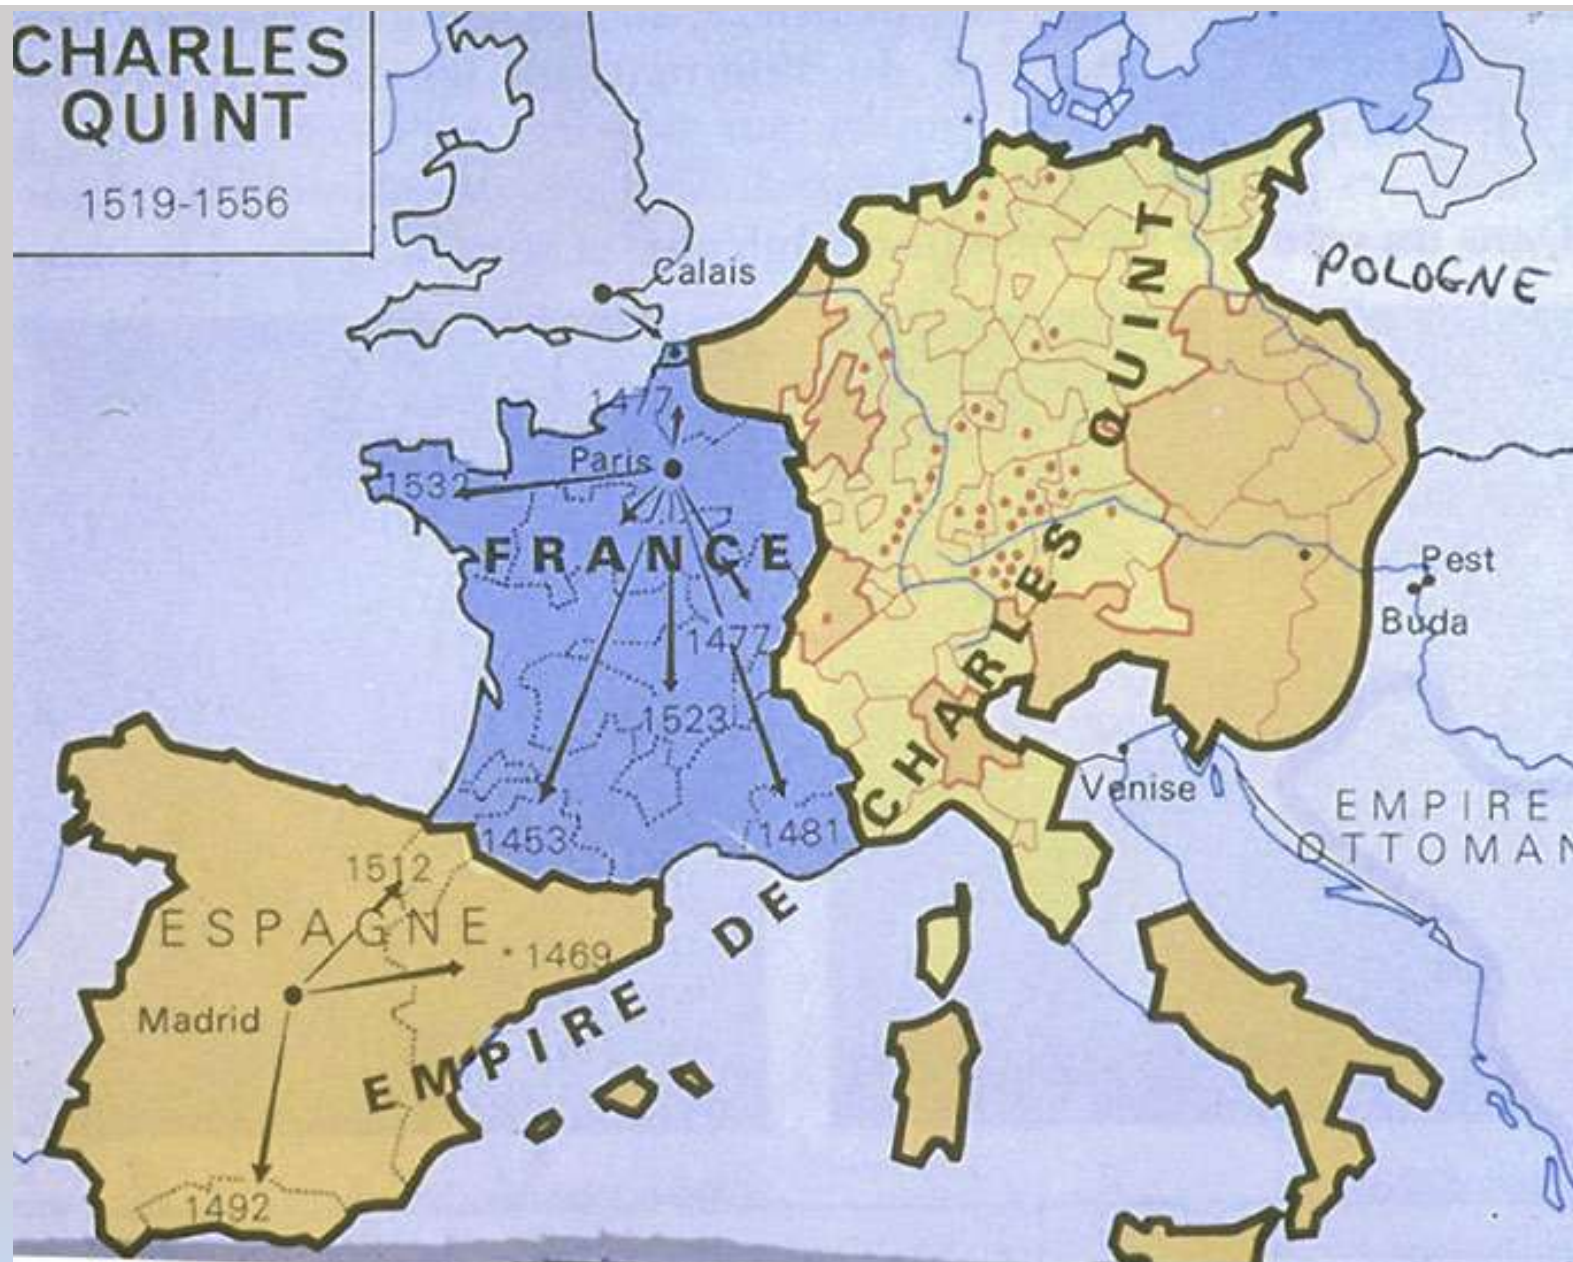 CHARLES
QUINT
1519-1556
Calais
POLOGNE
1477
Paris
1532
FRANCE
1477
1523
1453
1481
Pest
Buda
Venise
EMPIRE
OTTOMAN
1512
ESPAGNE
1469
Madrid
1492
EMPIRE DE CHARLES QUINT